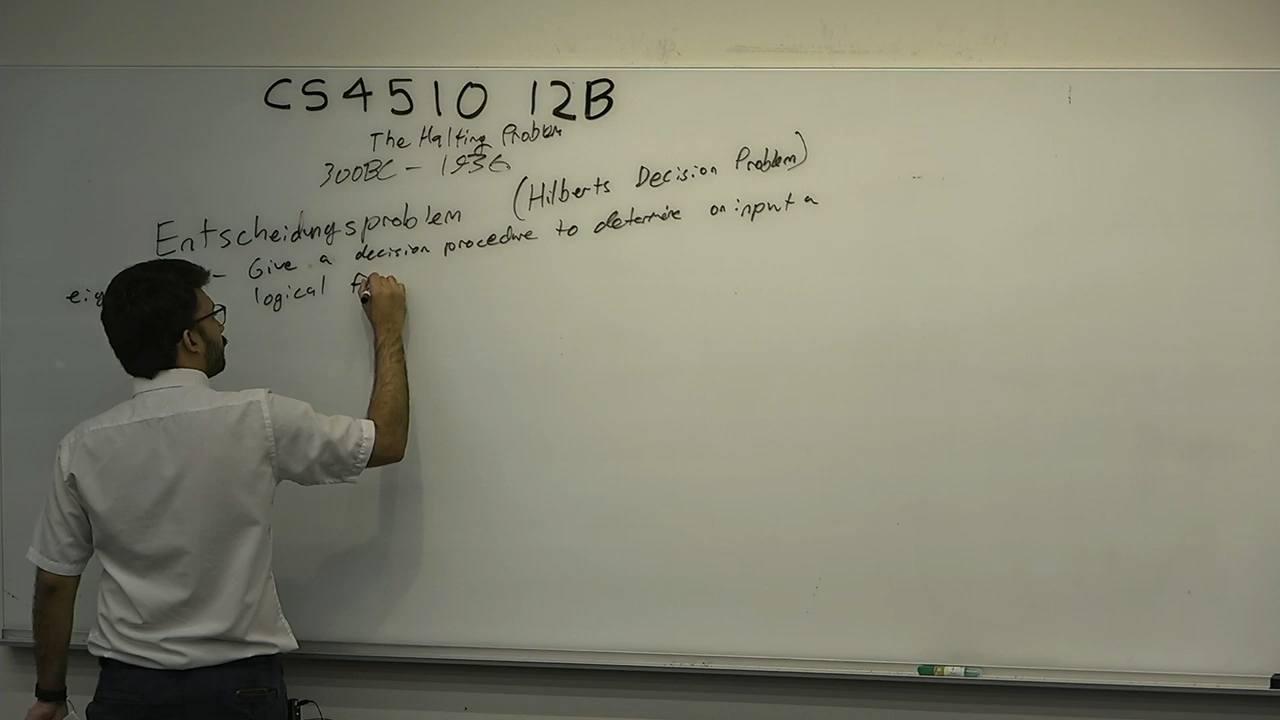 CS4510 12B
The Halting Problem
300BC - 1936
Entscheidungsproblem (Hilberts Decision Problem)
- Give a decision procedure to determine on input a
logical